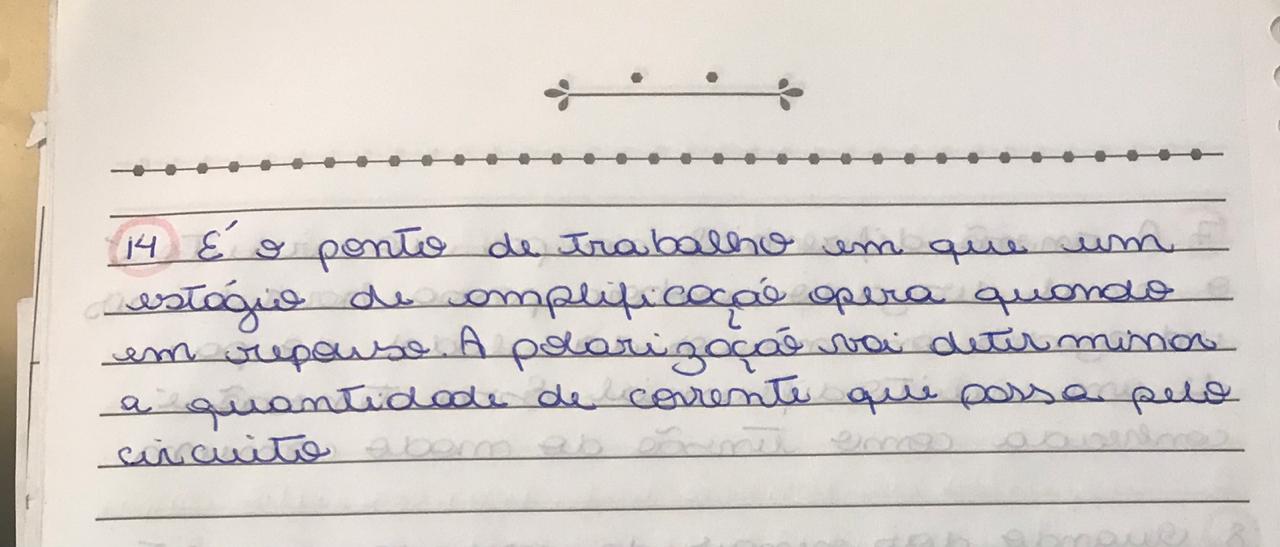 14 É o ponto de trabalho em que um
estágio de amplificação opera quando
em repouso. A polarização vai determinar
a quantidade de corrente que passa pelo
circuito